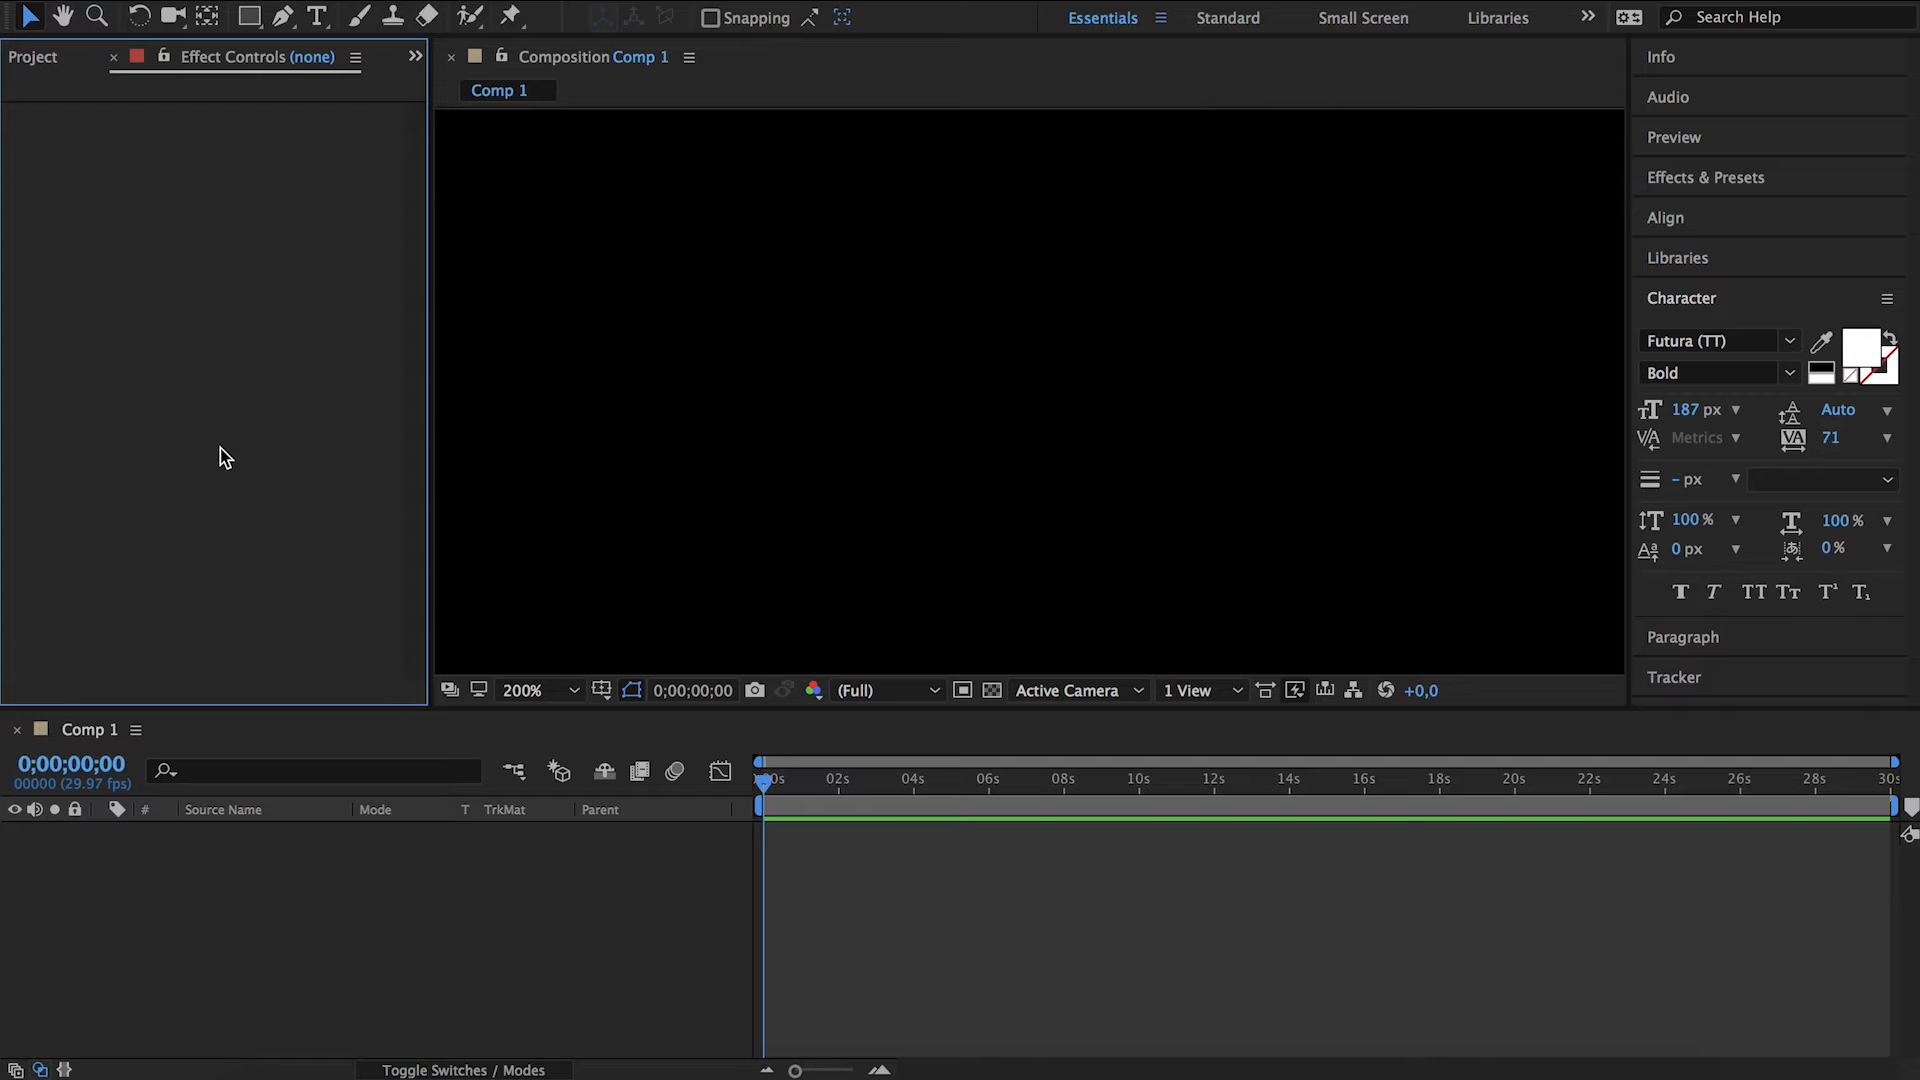 Snapping
Essentials
Standard
Small Screen
Libraries
Search Help
Project
Effect Controls (none)
Composition Comp 1
Comp 1
Info
Audio
Preview
Effects & Presets
Align
Libraries
Character
Futura (TT)
Bold
187 px
Auto
Metrics
71
- px
100 %
100 %
0 px
0 %
Paragraph
Tracker
200%
0;00;00;00
(Full)
Active Camera
1 View
+0,0
Comp 1
0;00;00;00
00000 (29.97 fps)
02s 04s 06s 08s 10s 12s 14s 16s 18s 20s 22s 24s 26s 28s 30s
# Source Name Mode T TrkMat Parent
Toggle Switches / Modes